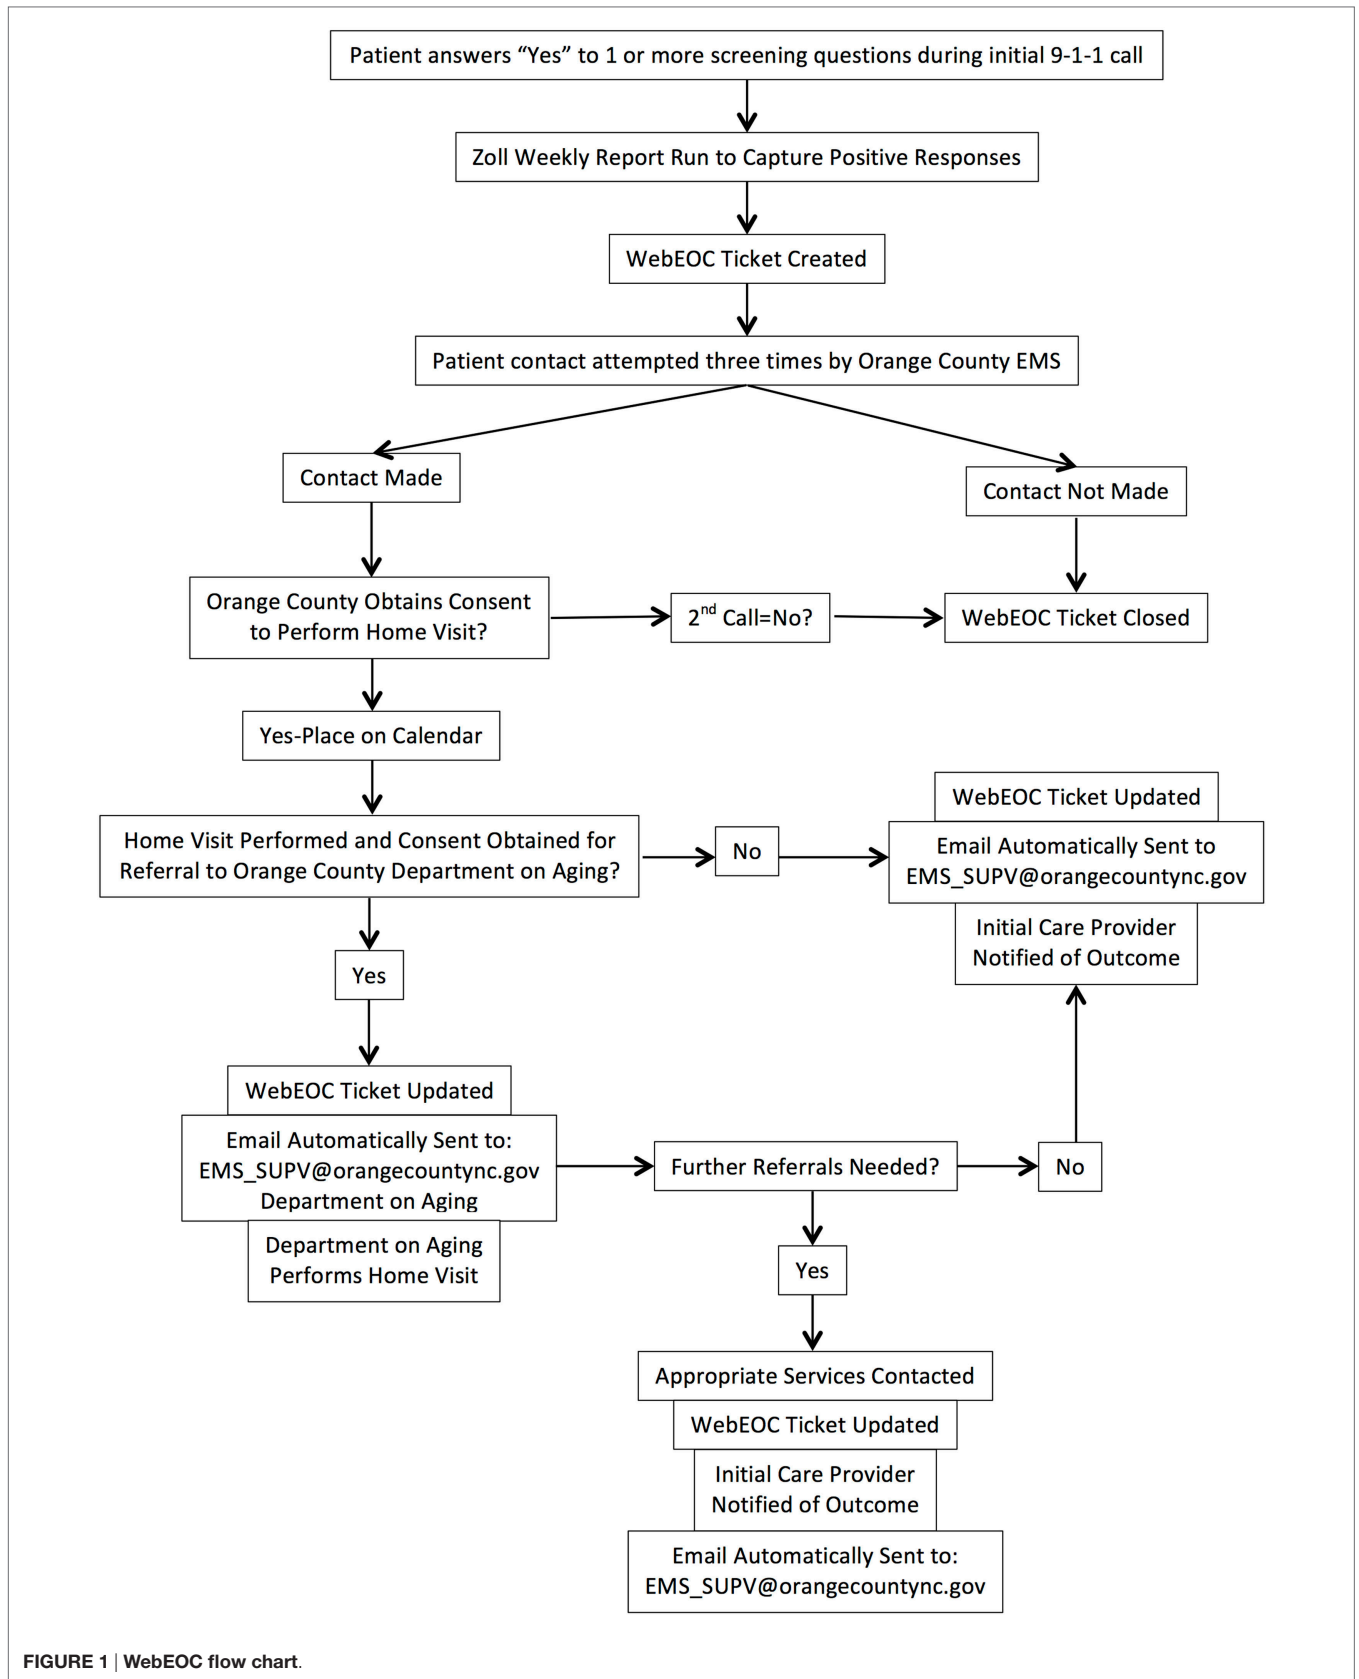 Patient answers “Yes” to 1 or more screening questions during initial 9-1-1 call
Zoll Weekly Report Run to Capture Positive Responses
WebEOC Ticket Created
Patient contact attempted three times by Orange County EMS
Contact Made
Contact Not Made
Orange County Obtains Consent
to Perform Home Visit?
2nd Call=No?
WebEOC Ticket Closed
Yes-Place on Calendar
Home Visit Performed and Consent Obtained for
Referral to Orange County Department on Aging?
No
WebEOC Ticket Updated
Email Automatically Sent to
EMS_SUPV@orangecountync.gov
Initial Care Provider
Notified of Outcome
Yes
WebEOC Ticket Updated
Email Automatically Sent to:
EMS_SUPV@orangecountync.gov
Department on Aging
Department on Aging
Performs Home Visit
Further Referrals Needed?
No
Yes
Appropriate Services Contacted
WebEOC Ticket Updated
Initial Care Provider
Notified of Outcome
Email Automatically Sent to:
EMS_SUPV@orangecountync.gov
FIGURE 1 | WebEOC flow chart.